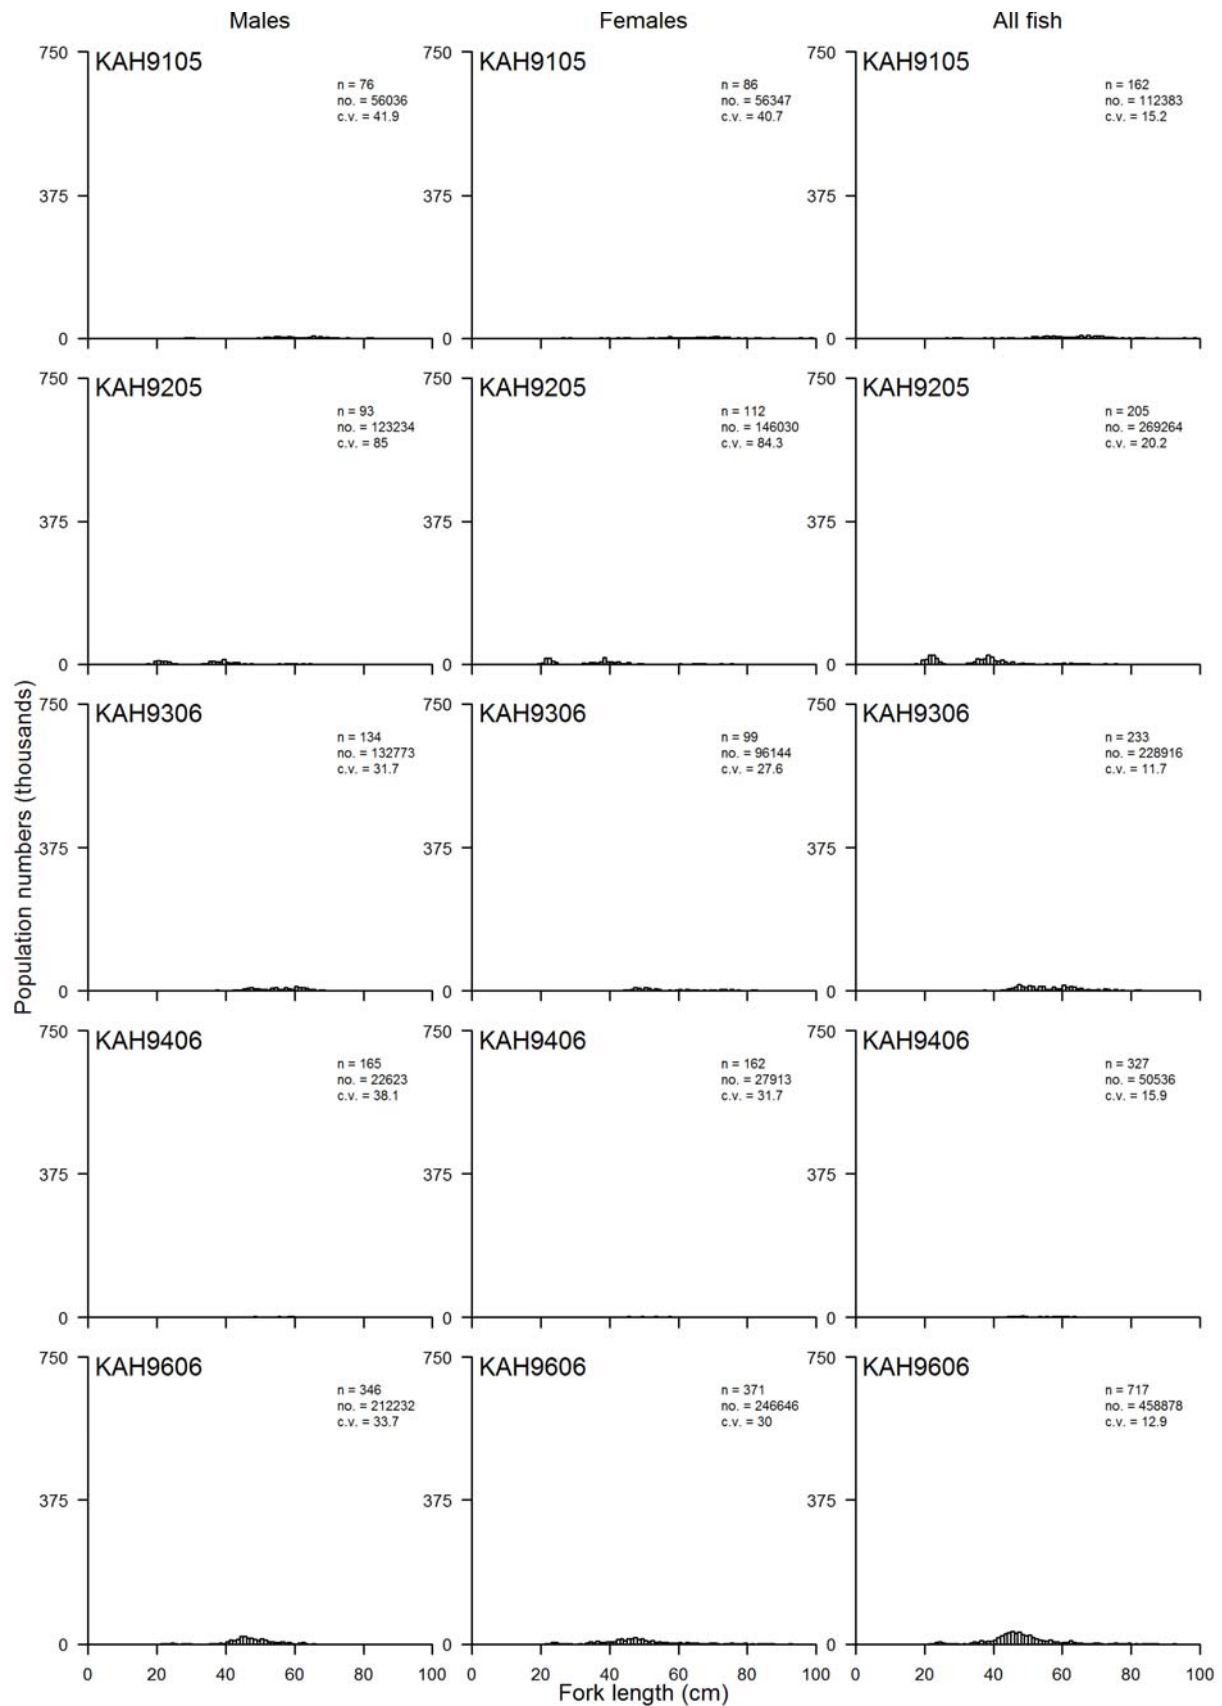 Males Females All fish
750 KAH9105 750 KAH9105 750 KAH9105
n = 76 n = 86 n = 162
no. = 56036 no. = 56347 no. = 112383
c.v. = 41.9 c.v. = 40.7 c.v. = 15.2
375 375 375
0 0 0
750 KAH9205 750 KAH9205 750 KAH9205
n = 93 n = 112 n = 205
no. = 123234 no. = 146030 no. = 269264
c.v. = 85 c.v. = 84.3 c.v. = 20.2
375 375 375
0 0 0
Population numbers (thousands)
750 KAH9306 750 KAH9306 750 KAH9306
n = 134 n = 99 n = 233
no. = 132773 no. = 96144 no. = 228916
c.v. = 31.7 c.v. = 27.6 c.v. = 11.7
375 375 375
0 0 0
750 KAH9406 750 KAH9406 750 KAH9406
n = 165 n = 162 n = 327
no. = 22623 no. = 27913 no. = 50536
c.v. = 38.1 c.v. = 31.7 c.v. = 15.9
375 375 375
0 0 0
750 KAH9606 750 KAH9606 750 KAH9606
n = 346 n = 371 n = 717
no. = 212232 no. = 246646 no. = 458878
c.v. = 33.7 c.v. = 30 c.v. = 12.9
375 375 375
0 0 0
0 20 40 60 80 100 0 20 40 60 80 100 0 20 40 60 80 100
Fork length (cm)